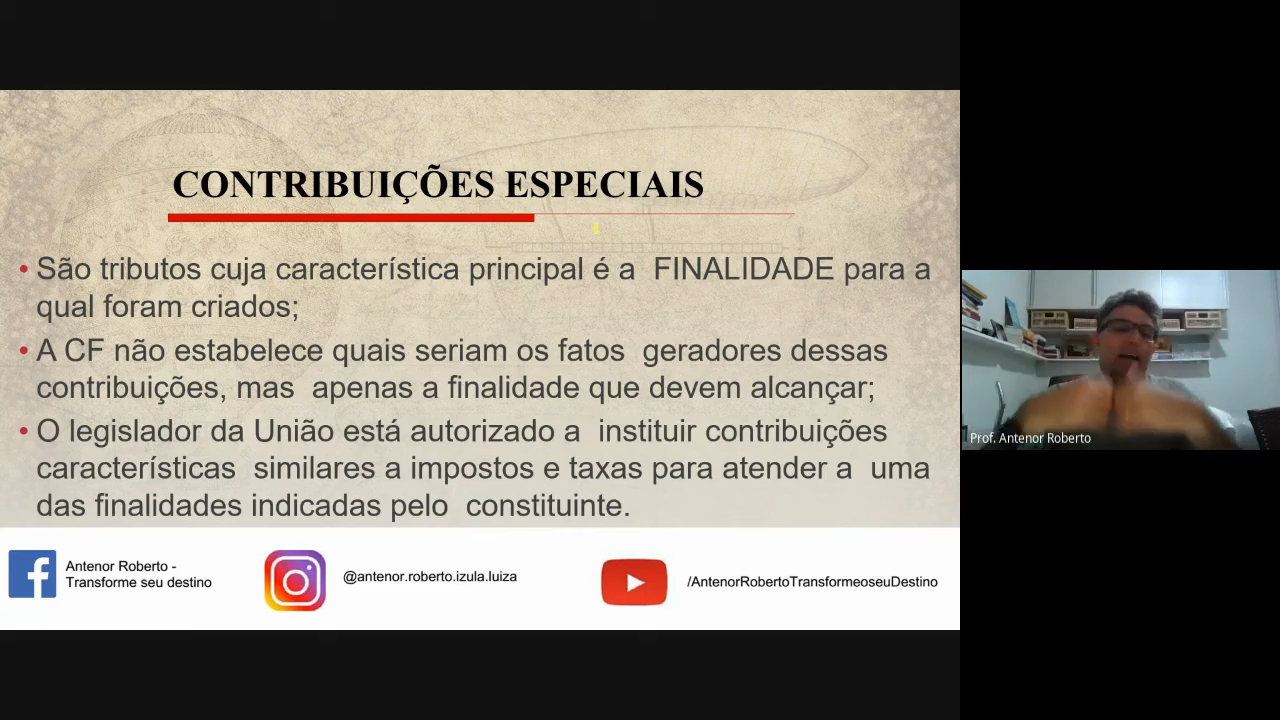 CONTRIBUIÇÕES ESPECIAIS
• São tributos cuja característica principal é a FINALIDADE para a
qual foram criados;
• A CF não estabelece quais seriam os fatos geradores dessas
contribuições, mas apenas a finalidade que devem alcançar;
• O legislador da União está autorizado a instituir contribuições
características similares a impostos e taxas para atender a uma
das finalidades indicadas pelo constituinte.
Antenor Roberto -
Transforme seu destino
@antenor.roberto.izula.luiza
/AntenorRobertoTransformeoseuDestino
Prof. Antenor Roberto